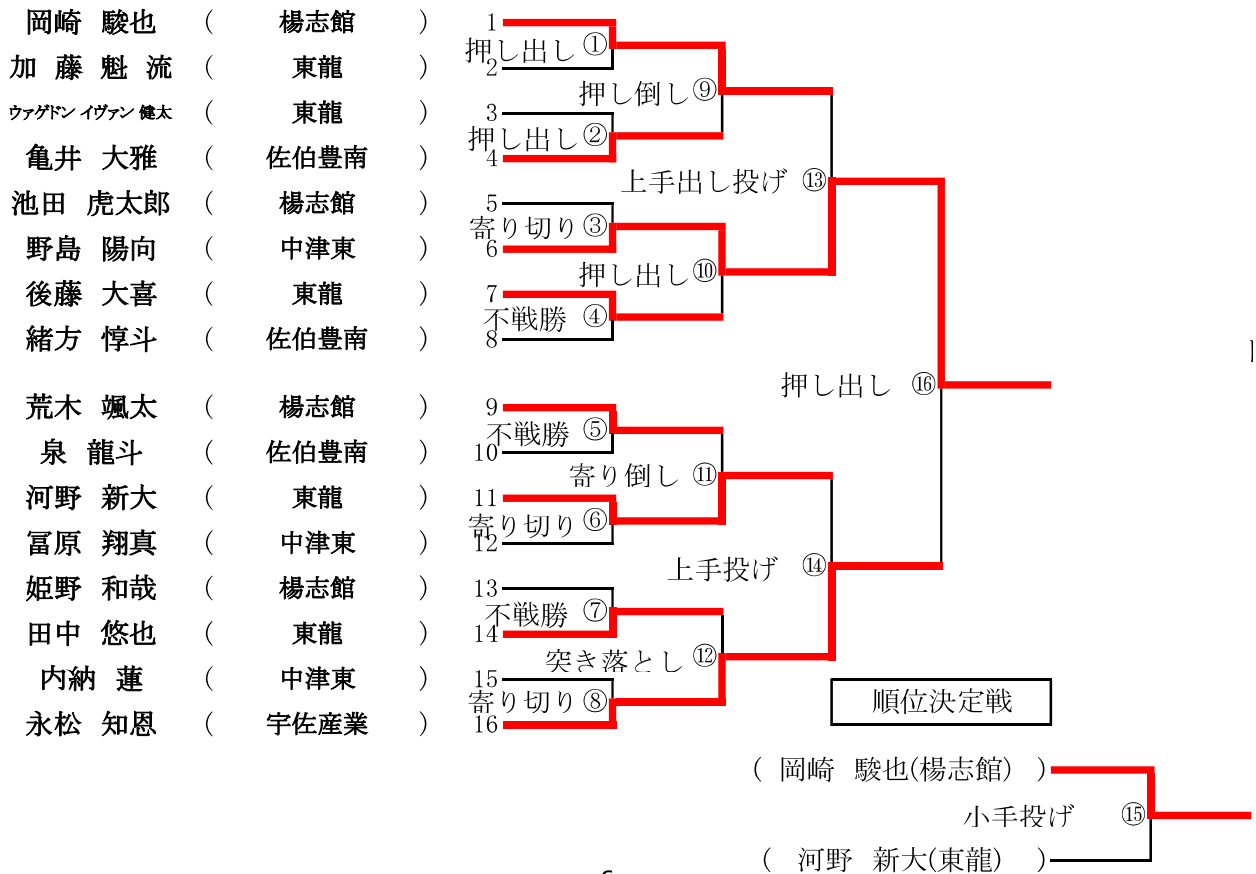 岡崎 駿也 ( 楊志館 ) 1
押し出し ①
加 藤 魁 流 ( 東龍 ) 2
押し倒し ⑨
ウァゲドン イヴァン 健太 ( 東龍 ) 3
押し出し ②
亀井 大雅 ( 佐伯豊南 ) 4
上手出し投げ ⑬
池田 虎太郎 ( 楊志館 ) 5
寄り切り ③
野島 陽向 ( 中津東 ) 6
押し出し ⑩
後藤 大喜 ( 東龍 ) 7
不戦勝 ④
緒方 惇斗 ( 佐伯豊南 ) 8
押し出し ⑯
荒木 颯太 ( 楊志館 ) 9
不戦勝 ⑤
泉 龍斗 ( 佐伯豊南 ) 10
寄り倒し ⑪
河野 新大 ( 東龍 ) 11
寄り切り ⑥
冨原 翔真 ( 中津東 ) 12
上手投げ ⑭
姫野 和哉 ( 楊志館 ) 13
不戦勝 ⑦
田中 悠也 ( 東龍 ) 14
突き落とし ⑫
内納 蓮 ( 中津東 ) 15
寄り切り ⑧
永松 知恩 ( 宇佐産業 ) 16
順位決定戦
( 岡崎 駿也(楊志館) )
小手投げ ⑮
( 河野 新大(東龍) )